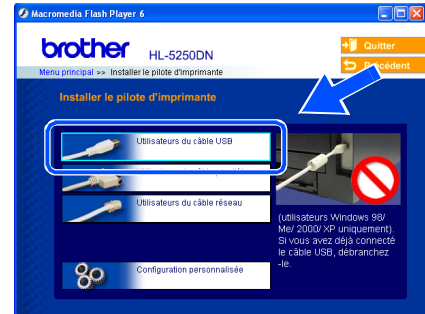 Macromedia Flash Player 6
brother HL-5250DN
Quitter
Précédent
Menu principal >> Installer le pilote d'imprimante
Installer le pilote d'imprimante
Utilisateurs du câble USB
Utilisateurs du câble réseau
Configuration personnalisée
(utilisateurs Windows 98/
Me/ 2000/ XP uniquement).
Si vous avez déjà connecté
le câble USB, débranchez
-le.